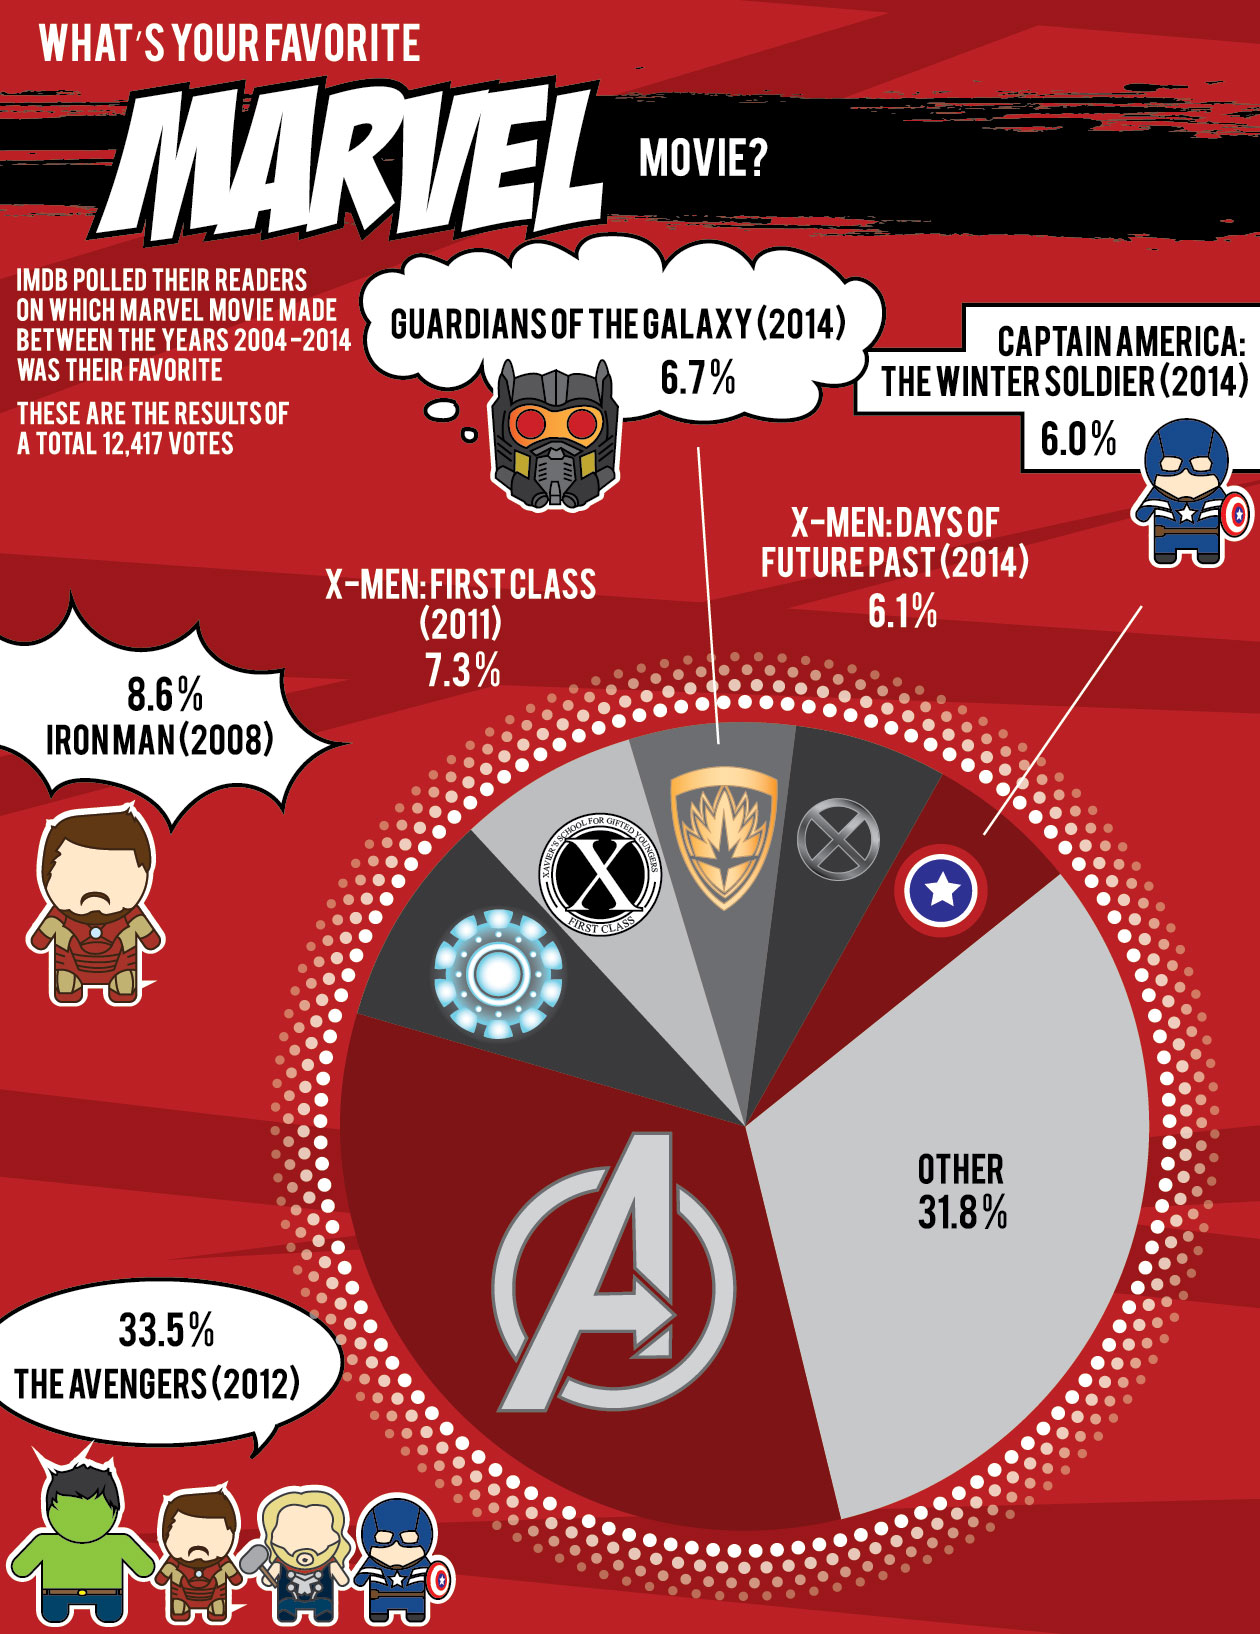 WHAT'S YOUR FAVORITE
MARVEL
MOVIE?
IMDB POLLED THEIR READERS
ON WHICH MARVEL MOVIE MADE
BETWEEN THE YEARS 2004-2014
WAS THEIR FAVORITE
THESE ARE THE RESULTS OF
A TOTAL 12,417 VOTES
GUARDIANS OF THE GALAXY (2014)
6.7%
CAPTAIN AMERICA:
THE WINTER SOLDIER (2014)
6.0%
X-MEN: DAYS OF
FUTURE PAST (2014)
6.1%
X-MEN: FIRST CLASS
(2011)
7.3%
8.6%
IRON MAN (2008)
XAVIER'S SCHOOL FOR GIFTED YOUNGERS
X
FIRST CLASS
A
OTHER
31.8%
33.5%
THE AVENGERS (2012)